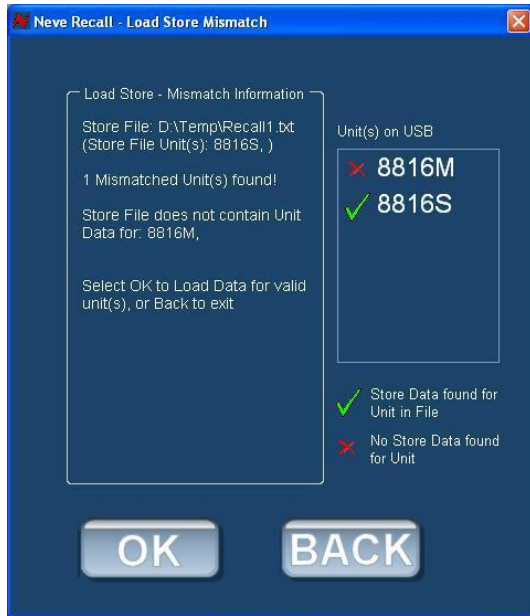 Neve Recall - Load Store Mismatch
Load Store - Mismatch Information
Store File: D:\Temp\Recall1.txt
(Store File Unit(s): 8816S, )
1 Mismatched Unit(s) found!
Store File does not contain Unit
Data for: 8816M,
Select OK to Load Data for valid
unit(s), or Back to exit
Unit(s) on USB
8816M
8816S
Store Data found for
Unit in File
No Store Data found
for Unit
OK
BACK